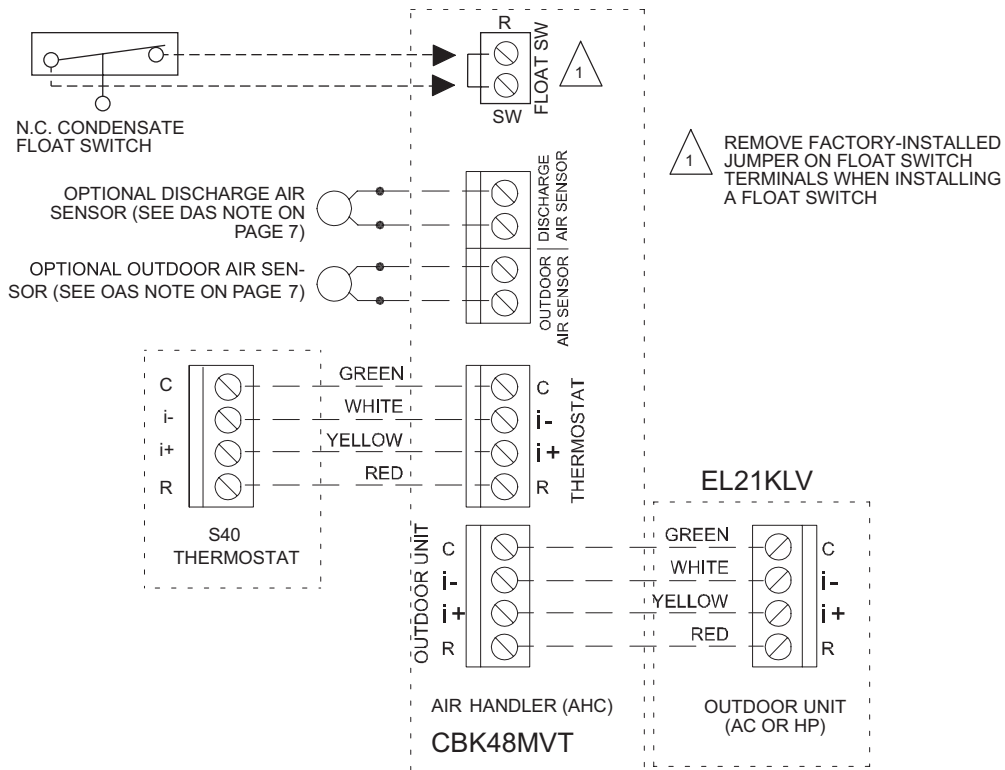 R
FLOAT SW
SW
1
N.C. CONDENSATE
FLOAT SWITCH
1
REMOVE FACTORY-INSTALLED
JUMPER ON FLOAT SWITCH
TERMINALS WHEN INSTALLING
A FLOAT SWITCH
OPTIONAL DISCHARGE AIR
SENSOR (SEE DAS NOTE ON
PAGE 7)
DISCHARGE
AIR SENSOR
OPTIONAL OUTDOOR AIR SEN-
SOR (SEE OAS NOTE ON PAGE 7)
OUTDOOR
AIR SENSOR
C
i-
i+
R
S40
THERMOSTAT
GREEN
WHITE
YELLOW
RED
C
i-
i+
R
THERMOSTAT
EL21KLV
OUTDOOR UNIT
C
i-
i+
R
GREEN
WHITE
YELLOW
RED
C
i-
i+
R
AIR HANDLER (AHC)
CBK48MVT
OUTDOOR UNIT
(AC OR HP)